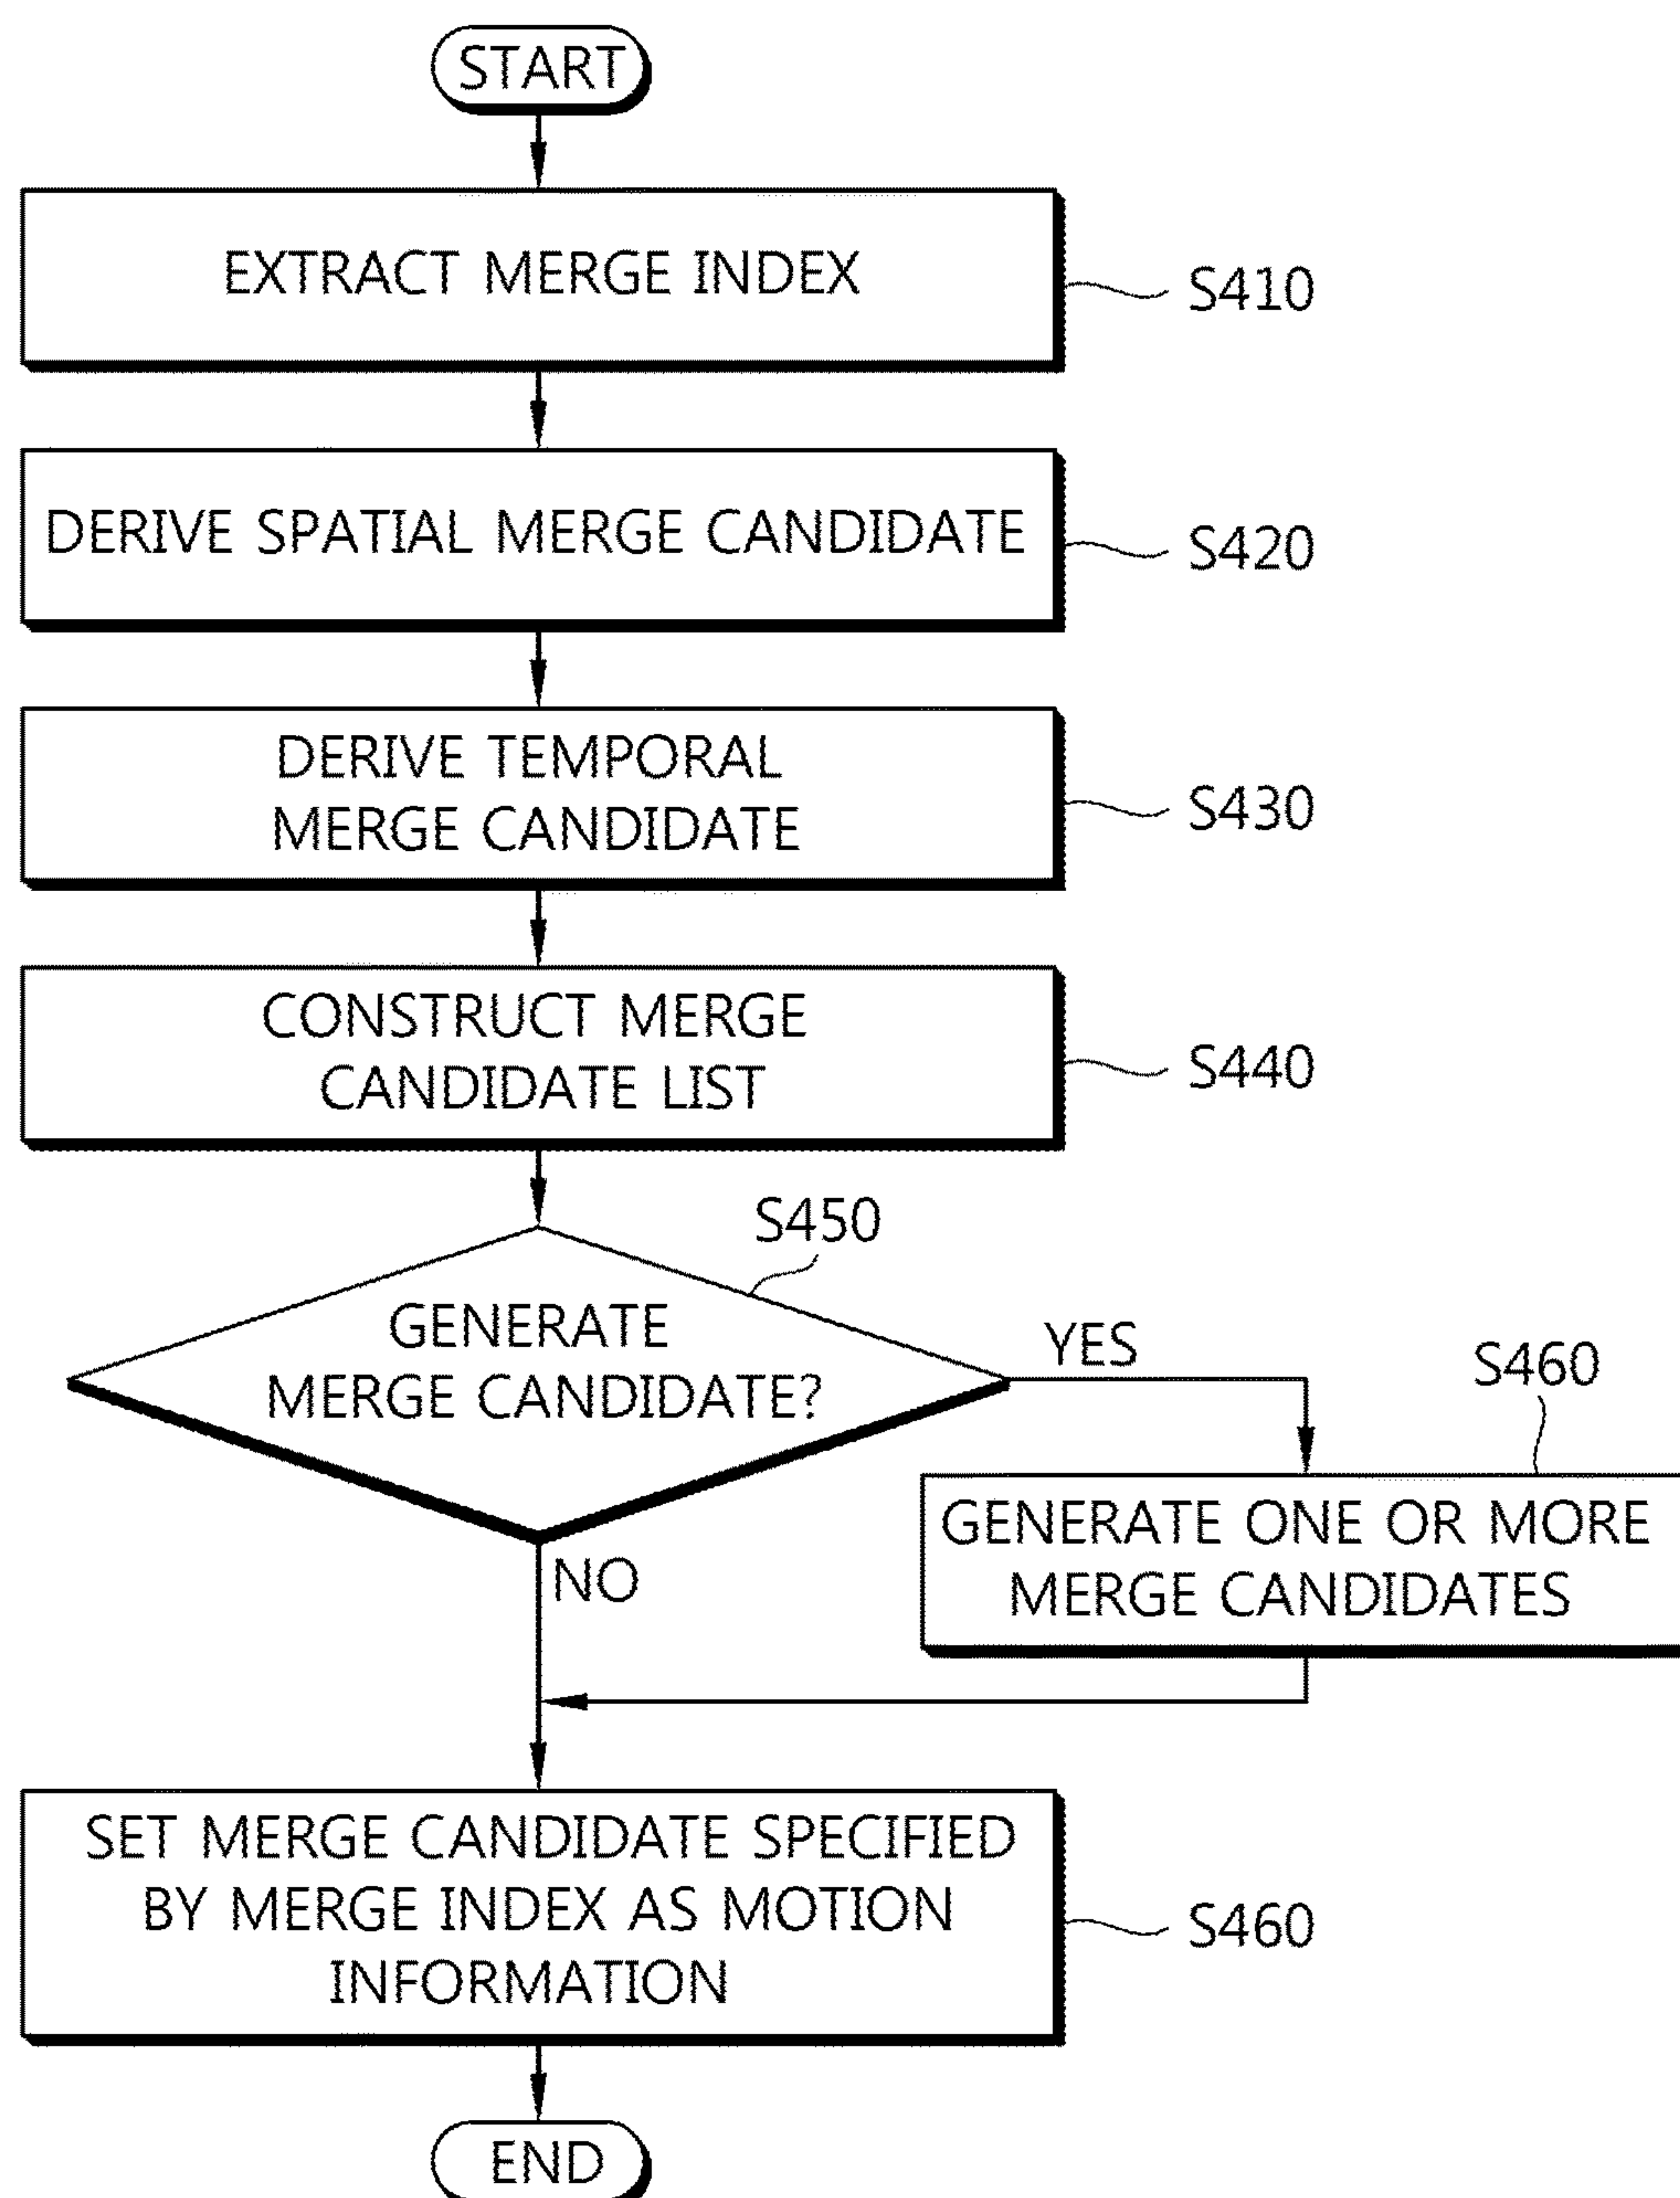 START
EXTRACT MERGE INDEX
S410
DERIVE SPATIAL MERGE CANDIDATE
S420
DERIVE TEMPORAL
MERGE CANDIDATE
S430
CONSTRUCT MERGE
CANDIDATE LIST
S440
S450
GENERATE
MERGE CANDIDATE?
YES
S460
GENERATE ONE OR MORE
MERGE CANDIDATES
NO
SET MERGE CANDIDATE SPECIFIED
BY MERGE INDEX AS MOTION
INFORMATION
S460
END